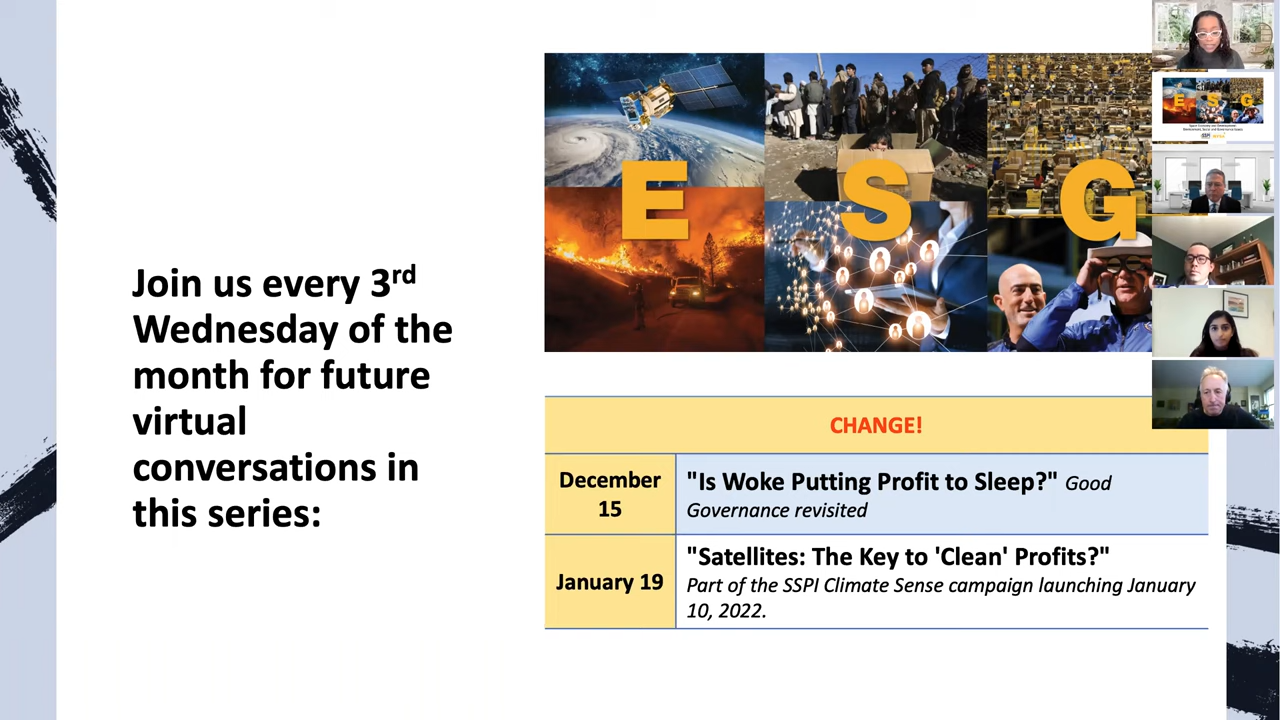 Join us every 3rd
Wednesday of the
month for future
virtual
conversations in
this series:
E S G
CHANGE!
December
15
"Is Woke Putting Profit to Sleep?" Good
Governance revisited
January 19
"Satellites: The Key to 'Clean' Profits?"
Part of the SSPI Climate Sense campaign launching January
10, 2022.
E S G